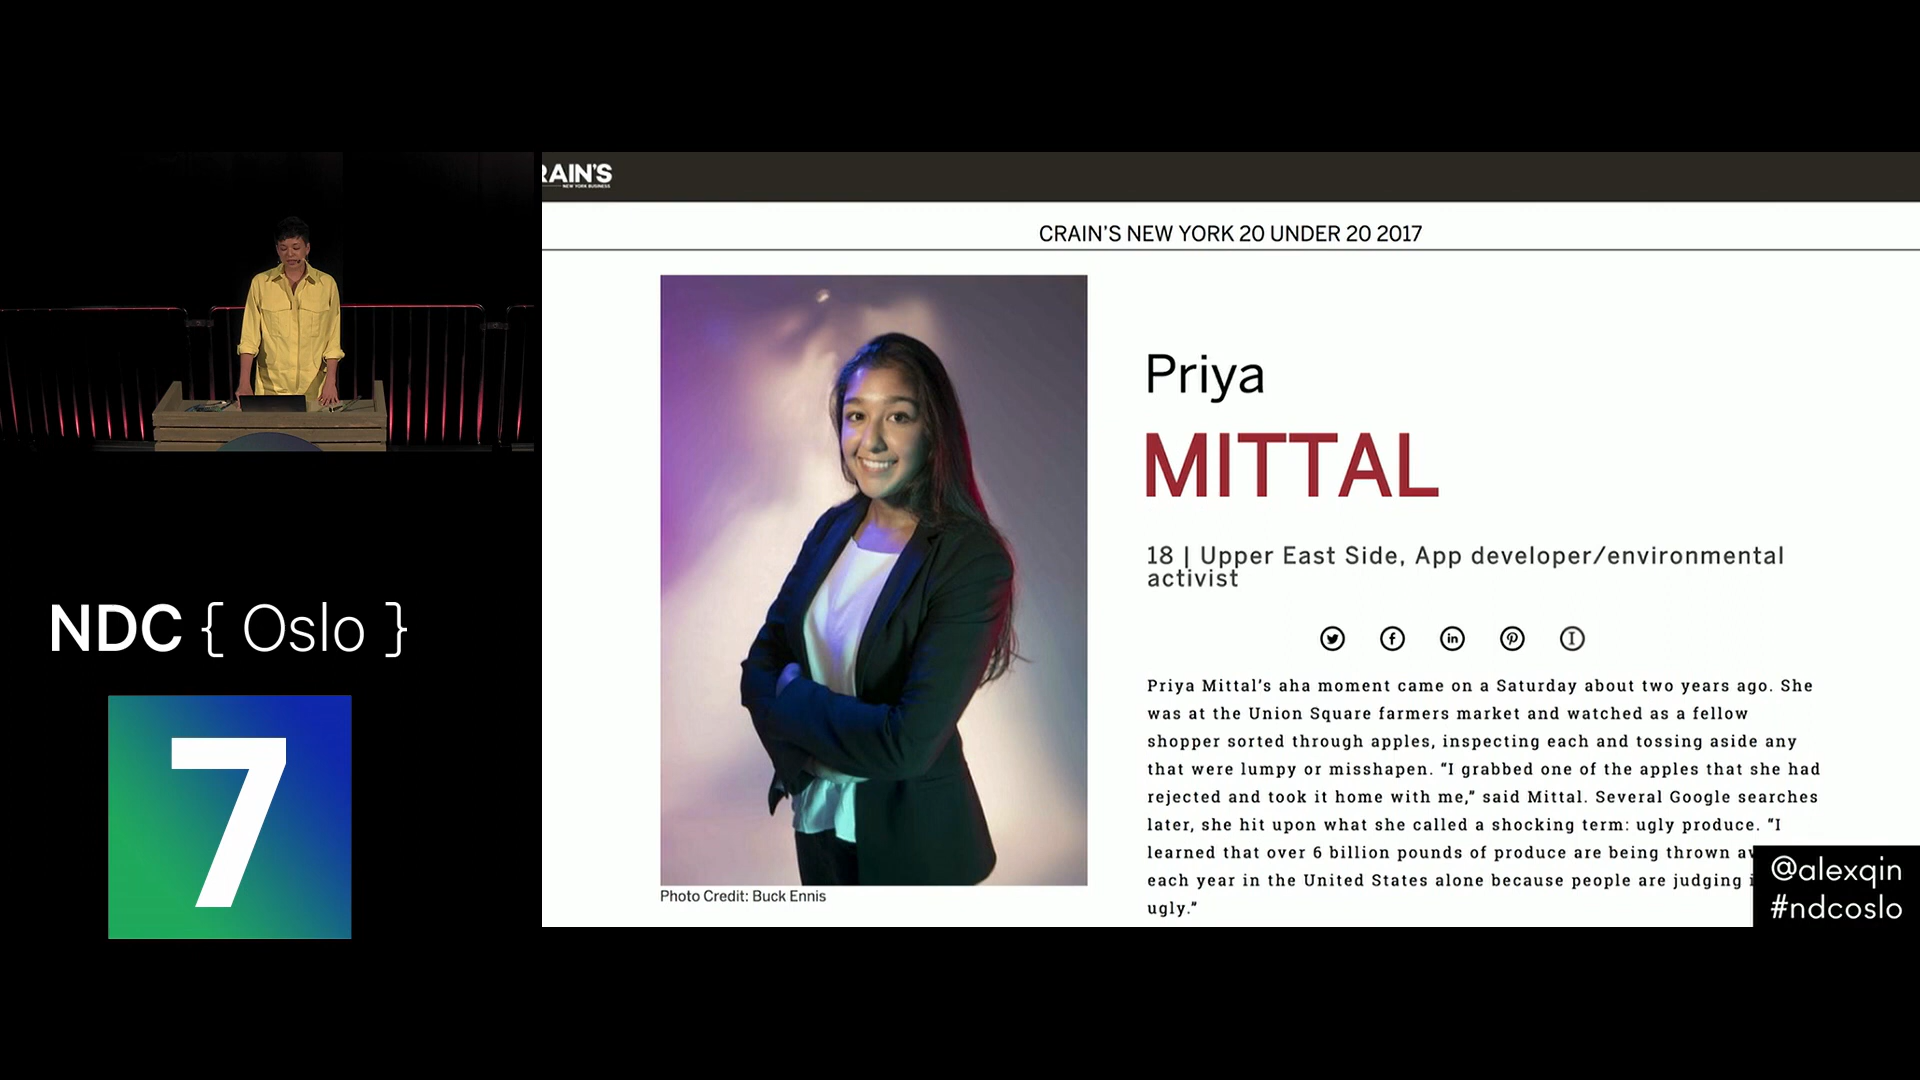 RAIN'S
NEW YORK BUSINESS
CRAIN'S NEW YORK 20 UNDER 20 2017
Priya
MITTAL
18 | Upper East Side, App developer/environmental
activist
Priya Mittal's aha moment came on a Saturday about two years ago. She
was at the Union Square farmers market and watched as a fellow
shopper sorted through apples, inspecting each and tossing aside any
that were lumpy or misshapen. “I grabbed one of the apples that she had
rejected and took it home with me,” said Mittal. Several Google searches
later, she hit upon what she called a shocking term: ugly produce. “I
learned that over 6 billion pounds of produce are being thrown
each year in the United States alone because people are judging
ugly.”
Photo Credit: Buck Ennis
@alexqin
#ndcoslo
NDC { Oslo }
7